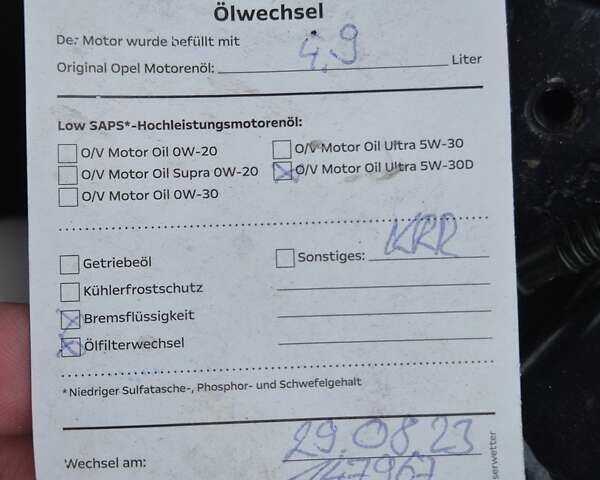 Ölwechsel
Der Motor wurde befüllt mit
Original Opel Motorenöl: 4,9 Liter
Low SAPS*-Hochleistungsmotorenöl:
O/V Motor Oil 0W-20
O/V Motor Oil Ultra 5W-30
O/V Motor Oil Supra 0W-20
O/V Motor Oil Ultra 5W-30D
O/V Motor Oil 0W-30
Getriebeöl
Sonstiges: KRR
Kühlerfrostschutz
Bremsflüssigkeit
Ölfilterwechsel
*Niedriger Sulfatasche-, Phosphor- und Schwefelgehalt
Wechsel am: 29.08.23
147967